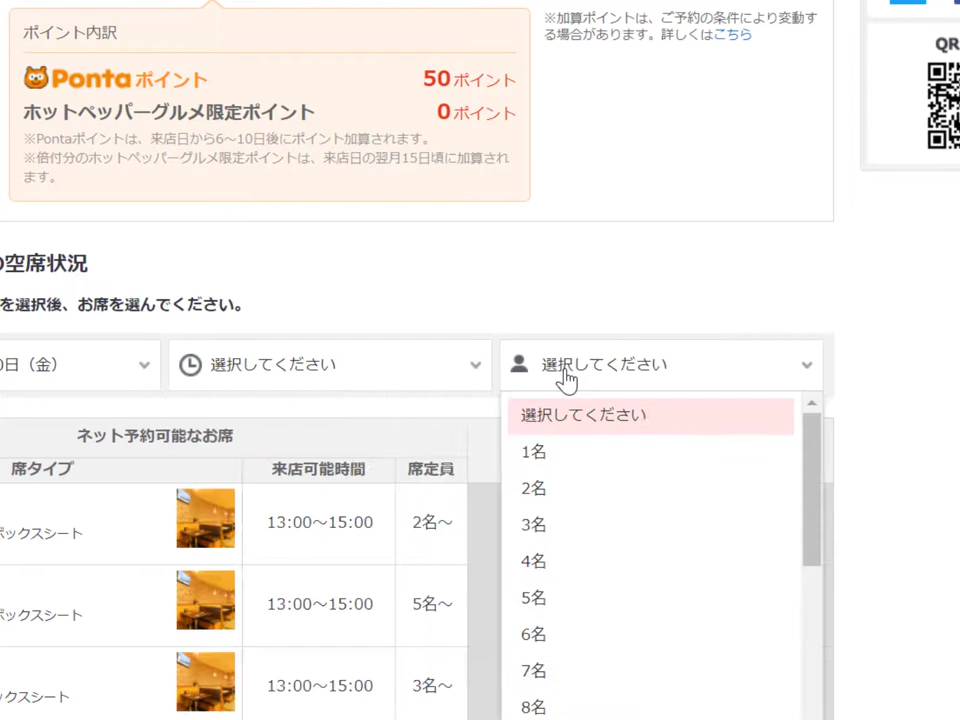 ポイント内訳
※加算ポイントは、ご予約の条件により変動す
る場合があります。詳しくはこちら
Pontaポイント 50ポイント
ホットペッパーグルメ限定ポイント 0ポイント
※Pontaポイントは、来店日から6～10日後にポイント加算されます。
※倍付分のホットペッパーグルメ限定ポイントは、来店日の翌月15日頃に加算され
ます。
QR
の空席状況
を選択後、お席を選んでください。
0日（金）
選択してください
選択してください
選択してください
1名
2名
3名
4名
5名
6名
7名
8名
ネット予約可能なお席
席タイプ 来店可能時間 席定員
ボックスシート 13:00～15:00 2名～
ボックスシート 13:00～15:00 5名～
ックスシート 13:00～15:00 3名～